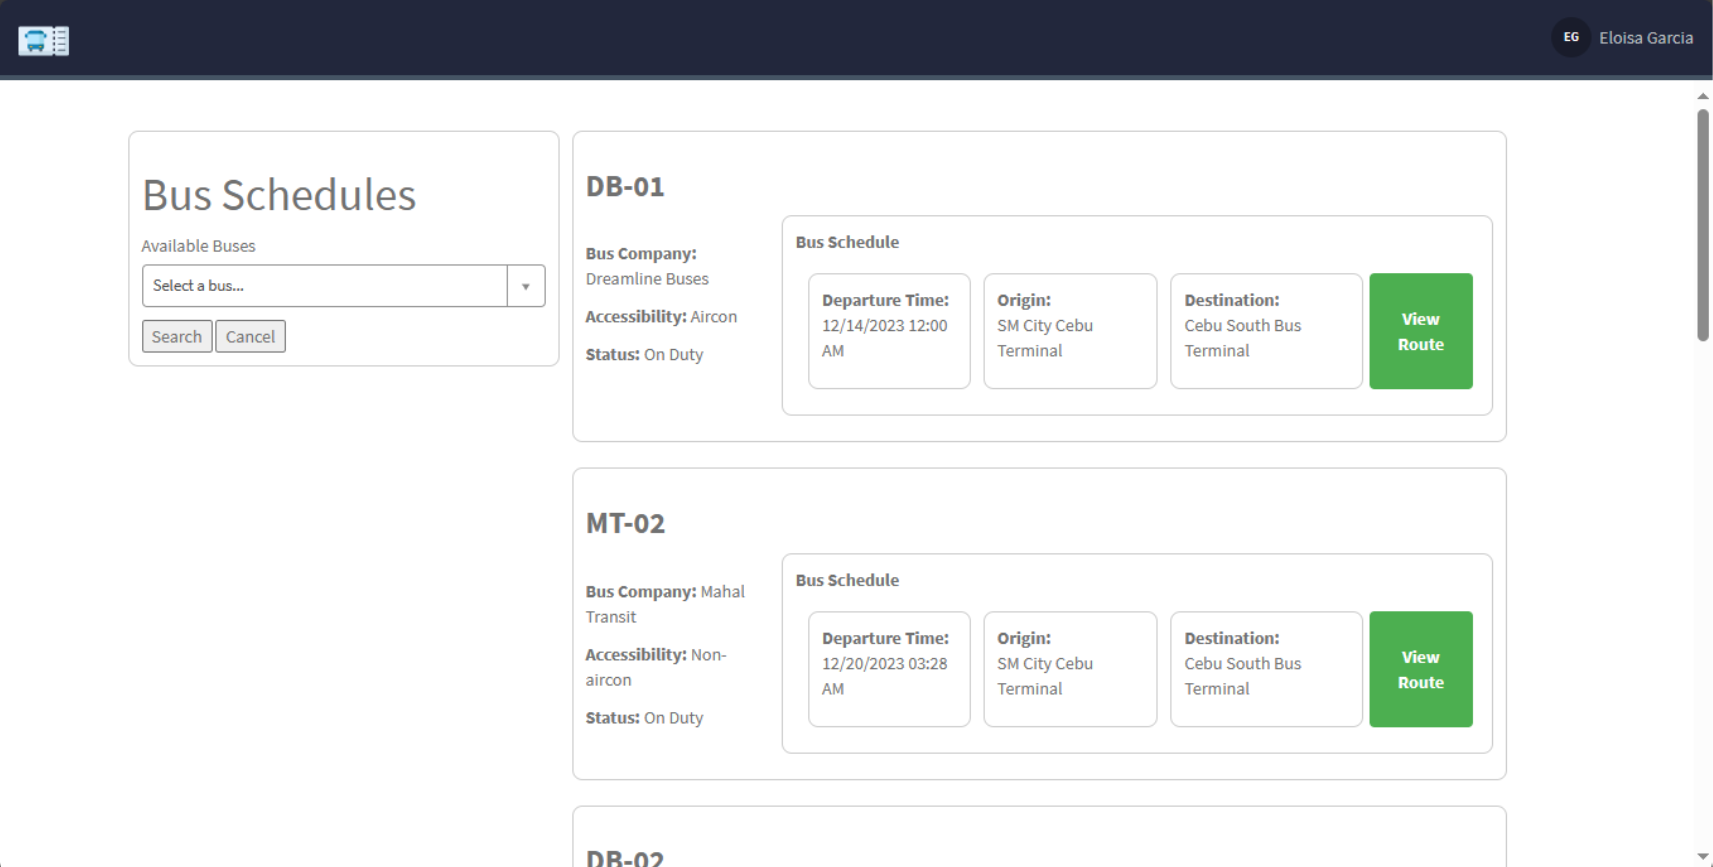 EG Eloisa Garcia
Bus Schedules
Available Buses
Select a bus...
Search Cancel
DB-01
Bus Company:
Dreamline Buses
Accessibility: Aircon
Status: On Duty
Bus Schedule
Departure Time:
12/14/2023 12:00
AM
Origin:
SM City Cebu
Terminal
Destination:
Cebu South Bus
Terminal
View
Route
MT-02
Bus Company: Mahal
Transit
Accessibility: Non-
aircon
Status: On Duty
Bus Schedule
Departure Time:
12/20/2023 03:28
AM
Origin:
SM City Cebu
Terminal
Destination:
Cebu South Bus
Terminal
View
Route
DB-02